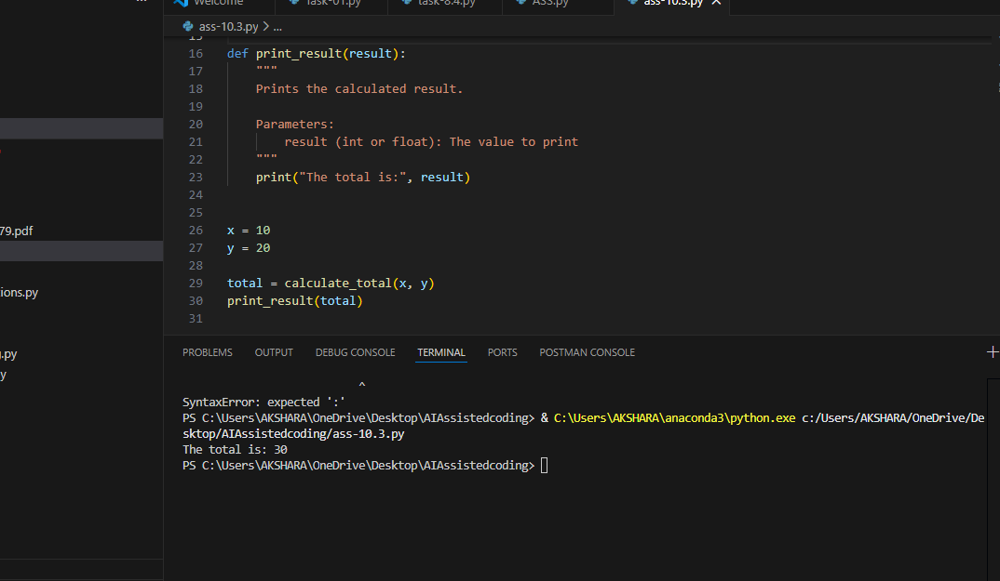 Welcome
Task-01.py
task-8.4.py
ASS.py
ass-10.3.py
ass-10.3.py > ...
79.pdf
ions.py
.py
y
15
16 def print_result(result):
17 """
18 Prints the calculated result.
19
20 Parameters:
21 result (int or float): The value to print
22 """
23 print("The total is:", result)
24
25
26 x = 10
27 y = 20
28
29 total = calculate_total(x, y)
30 print_result(total)
31
PROBLEMS OUTPUT DEBUG CONSOLE TERMINAL PORTS POSTMAN CONSOLE
^
SyntaxError: expected ':'
PS C:\Users\AKSHARA\OneDrive\Desktop\AIAssistedcoding> & C:\Users\AKSHARA\anaconda3\python.exe c:/Users/AKSHARA/OneDrive/De
sktop/AIAssistedcoding/ass-10.3.py
The total is: 30
PS C:\Users\AKSHARA\OneDrive\Desktop\AIAssistedcoding>